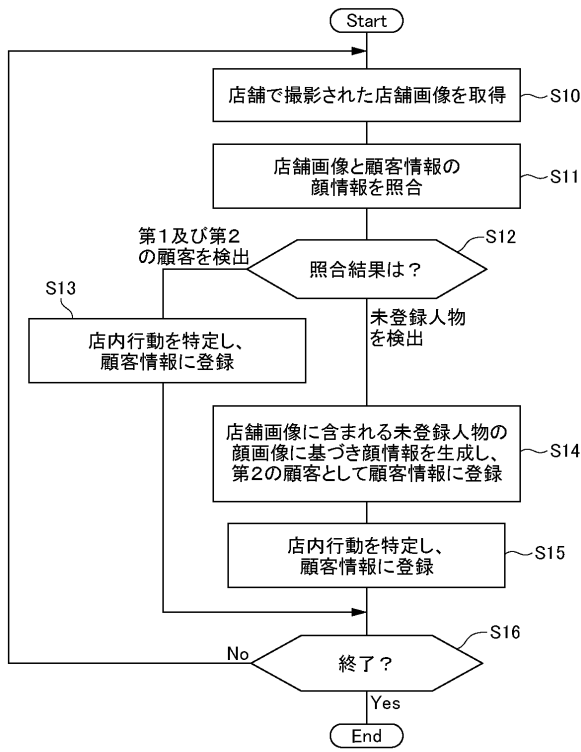 Start
店舗で撮影された店舗画像を取得
S10
店舗画像と顧客情報の
顔情報を照合
S11
第１及び第２
の顧客を検出
照合結果は？
S12
S13
店内行動を特定し、
顧客情報に登録
未登録人物
を検出
店舗画像に含まれる未登録人物の
顔画像に基づき顔情報を生成し、
第２の顧客として顧客情報に登録
S14
店内行動を特定し、
顧客情報に登録
S15
終了？
S16
No
Yes
End